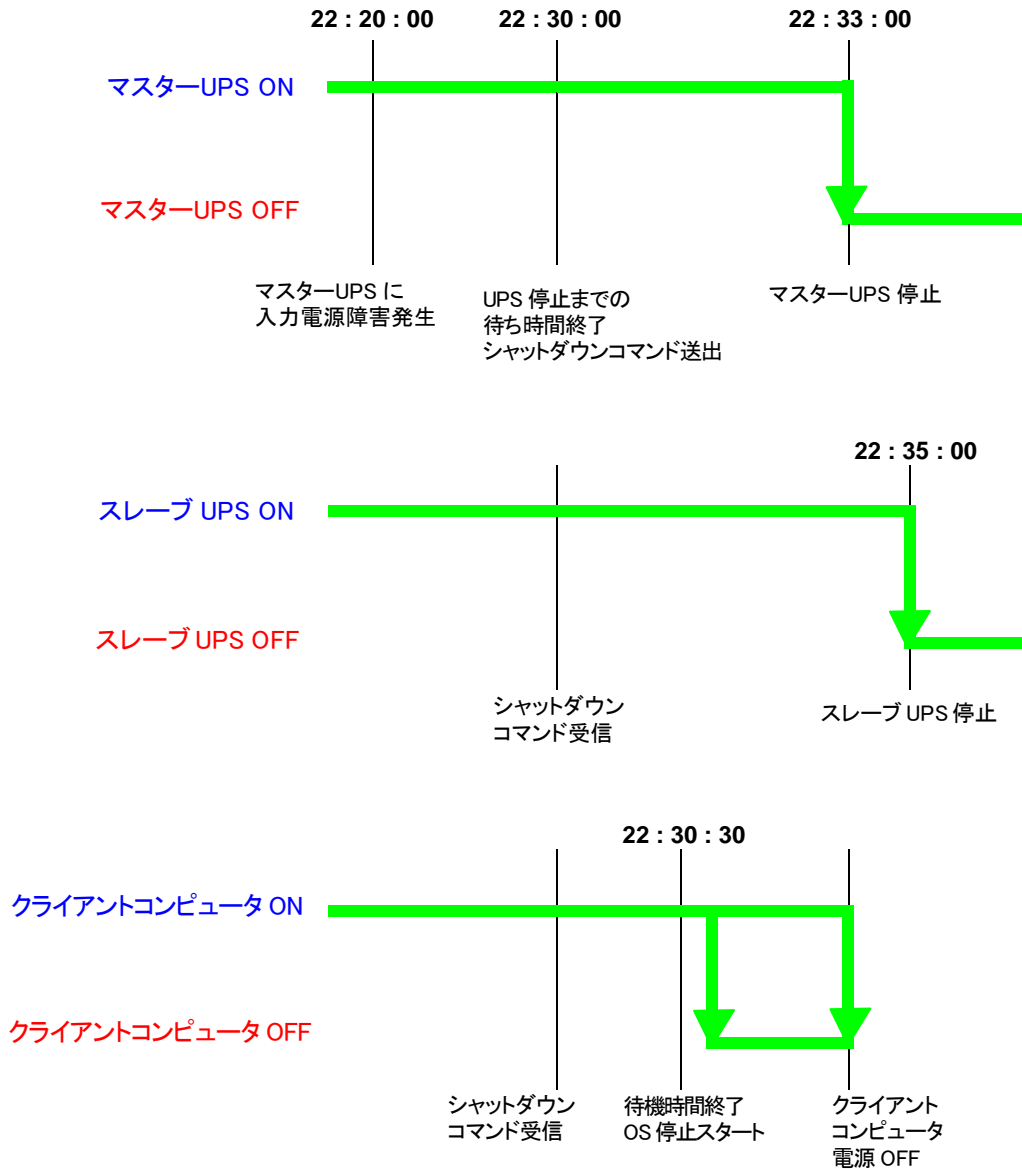 22 : 20 : 00
22 : 30 : 00
22 : 33 : 00
マスターUPS ON
マスターUPS OFF
マスターUPS に
入力電源障害発生
UPS 停止までの
待ち時間終了
シャットダウンコマンド送出
マスターUPS 停止
22 : 35 : 00
スレーブ UPS ON
スレーブ UPS OFF
シャットダウン
コマンド受信
スレーブ UPS 停止
22 : 30 : 30
クライアントコンピュータ ON
クライアントコンピュータ OFF
シャットダウン
コマンド受信
待機時間終了
OS 停止スタート
クライアント
コンピュータ
電源 OFF